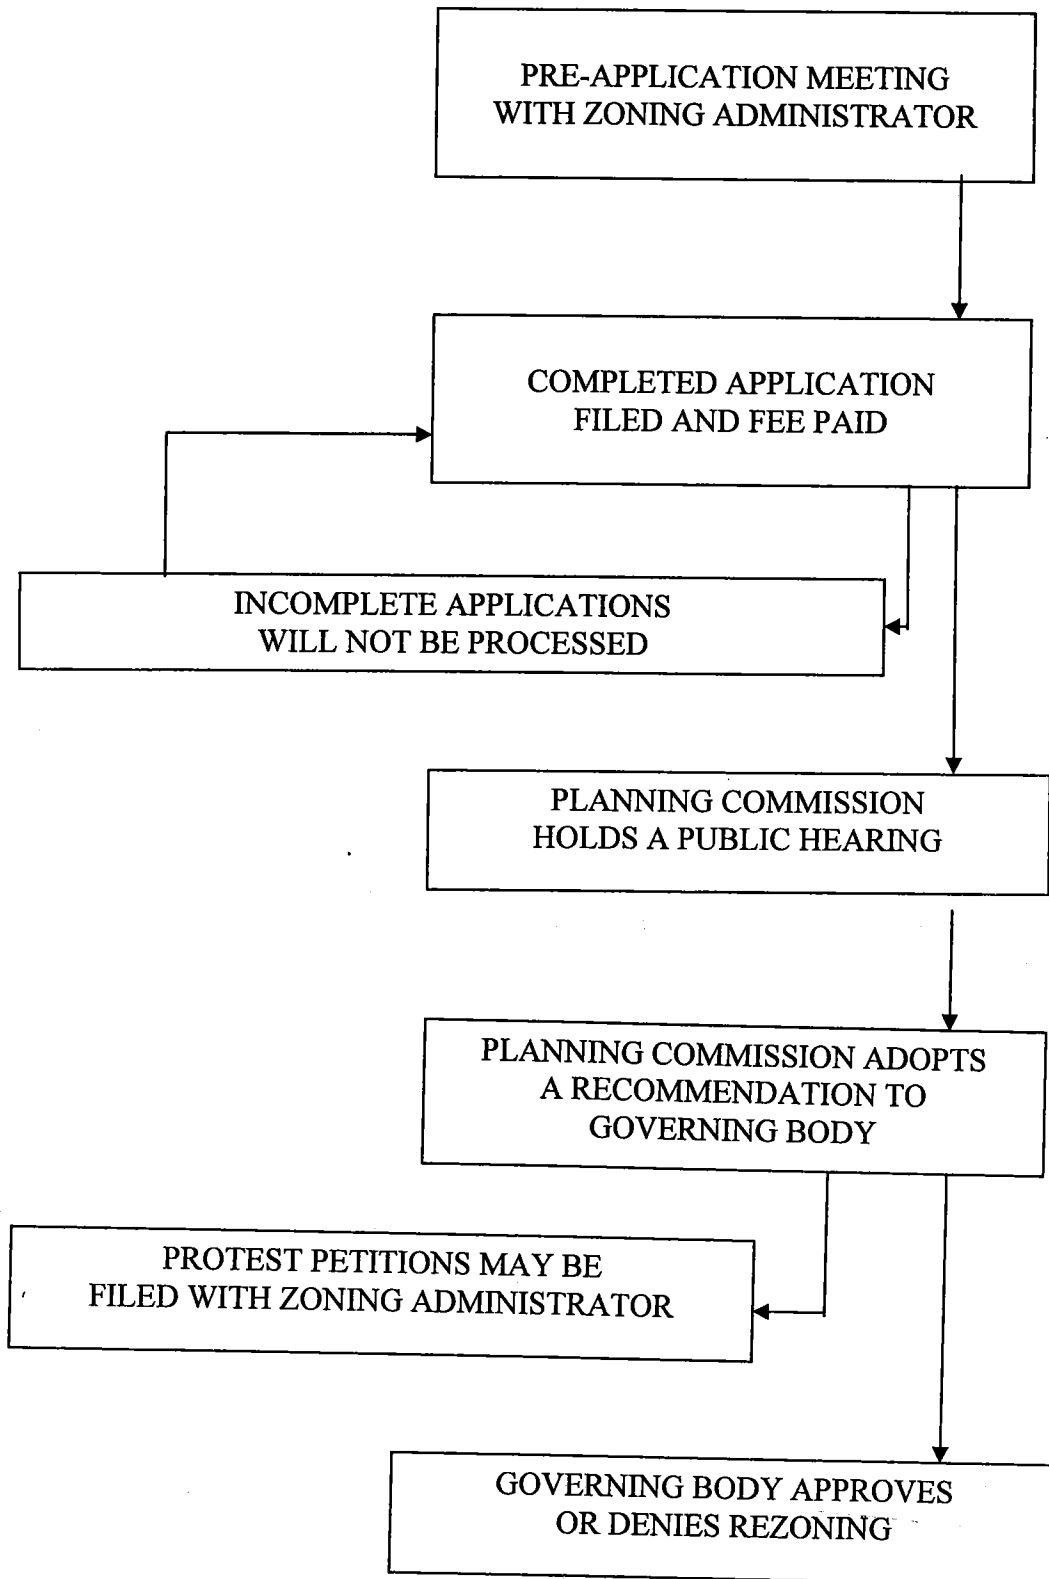 PRE-APPLICATION MEETING
WITH ZONING ADMINISTRATOR
COMPLETED APPLICATION
FILED AND FEE PAID
INCOMPLETE APPLICATIONS
WILL NOT BE PROCESSED
PLANNING COMMISSION
HOLDS A PUBLIC HEARING
PLANNING COMMISSION ADOPTS
A RECOMMENDATION TO
GOVERNING BODY
PROTEST PETITIONS MAY BE
FILED WITH ZONING ADMINISTRATOR
GOVERNING BODY APPROVES
OR DENIES REZONING